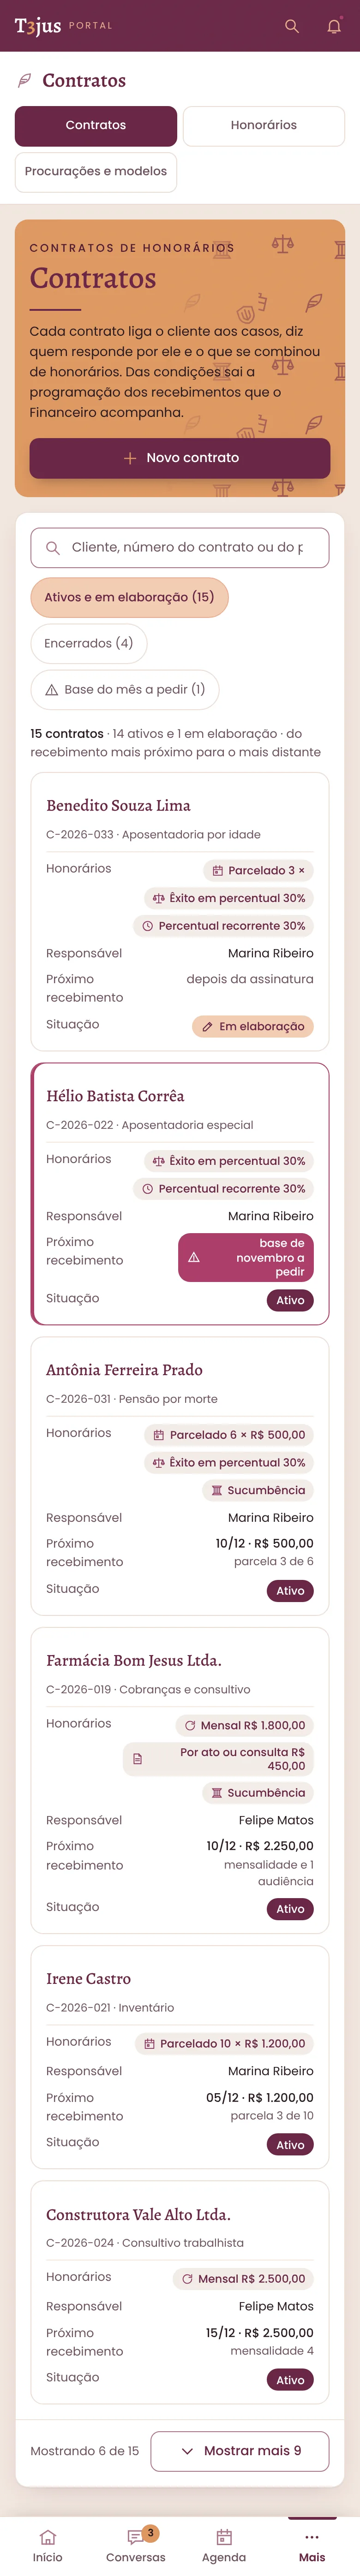 T3jus PORTAL
Contratos
Contratos
Honorários
Procurações e modelos
CONTRATOS DE HONORÁRIOS
Contratos
Cada contrato liga o cliente aos casos, diz
quem responde por ele e o que se combinou
de honorários. Das condições sai a
programação dos recebimentos que o
Financeiro acompanha.
Novo contrato
Cliente, número do contrato ou do p
Ativos e em elaboração (15)
Encerrados (4)
Base do mês a pedir (1)
15 contratos · 14 ativos e 1 em elaboração · do
recebimento mais próximo para o mais distante
Benedito Souza Lima
C-2026-033 · Aposentadoria por idade
Honorários
Parcelado 3 ×
Êxito em percentual 30%
Percentual recorrente 30%
Responsável
Marina Ribeiro
Próximo
recebimento
depois da assinatura
Situação
Em elaboração
Hélio Batista Corrêa
C-2026-022 · Aposentadoria especial
Honorários
Êxito em percentual 30%
Percentual recorrente 30%
Responsável
Marina Ribeiro
Próximo
recebimento
base de
novembro a
pedir
Situação
Ativo
Antônia Ferreira Prado
C-2026-031 · Pensão por morte
Honorários
Parcelado 6 × R$ 500,00
Êxito em percentual 30%
Sucumbência
Responsável
Marina Ribeiro
Próximo
recebimento
10/12 · R$ 500,00
parcela 3 de 6
Situação
Ativo
Farmácia Bom Jesus Ltda.
C-2026-019 · Cobranças e consultivo
Honorários
Mensal R$ 1.800,00
Por ato ou consulta R$
450,00
Sucumbência
Responsável
Felipe Matos
Próximo
recebimento
10/12 · R$ 2.250,00
mensalidade e 1
audiência
Situação
Ativo
Irene Castro
C-2026-021 · Inventário
Honorários
Parcelado 10 × R$ 1.200,00
Responsável
Marina Ribeiro
Próximo
recebimento
05/12 · R$ 1.200,00
parcela 3 de 10
Situação
Ativo
Construtora Vale Alto Ltda.
C-2026-024 · Consultivo trabalhista
Honorários
Mensal R$ 2.500,00
Responsável
Felipe Matos
Próximo
recebimento
15/12 · R$ 2.500,00
mensalidade 4
Situação
Ativo
Mostrando 6 de 15
Mostrar mais 9
3
Início
Conversas
Agenda
Mais